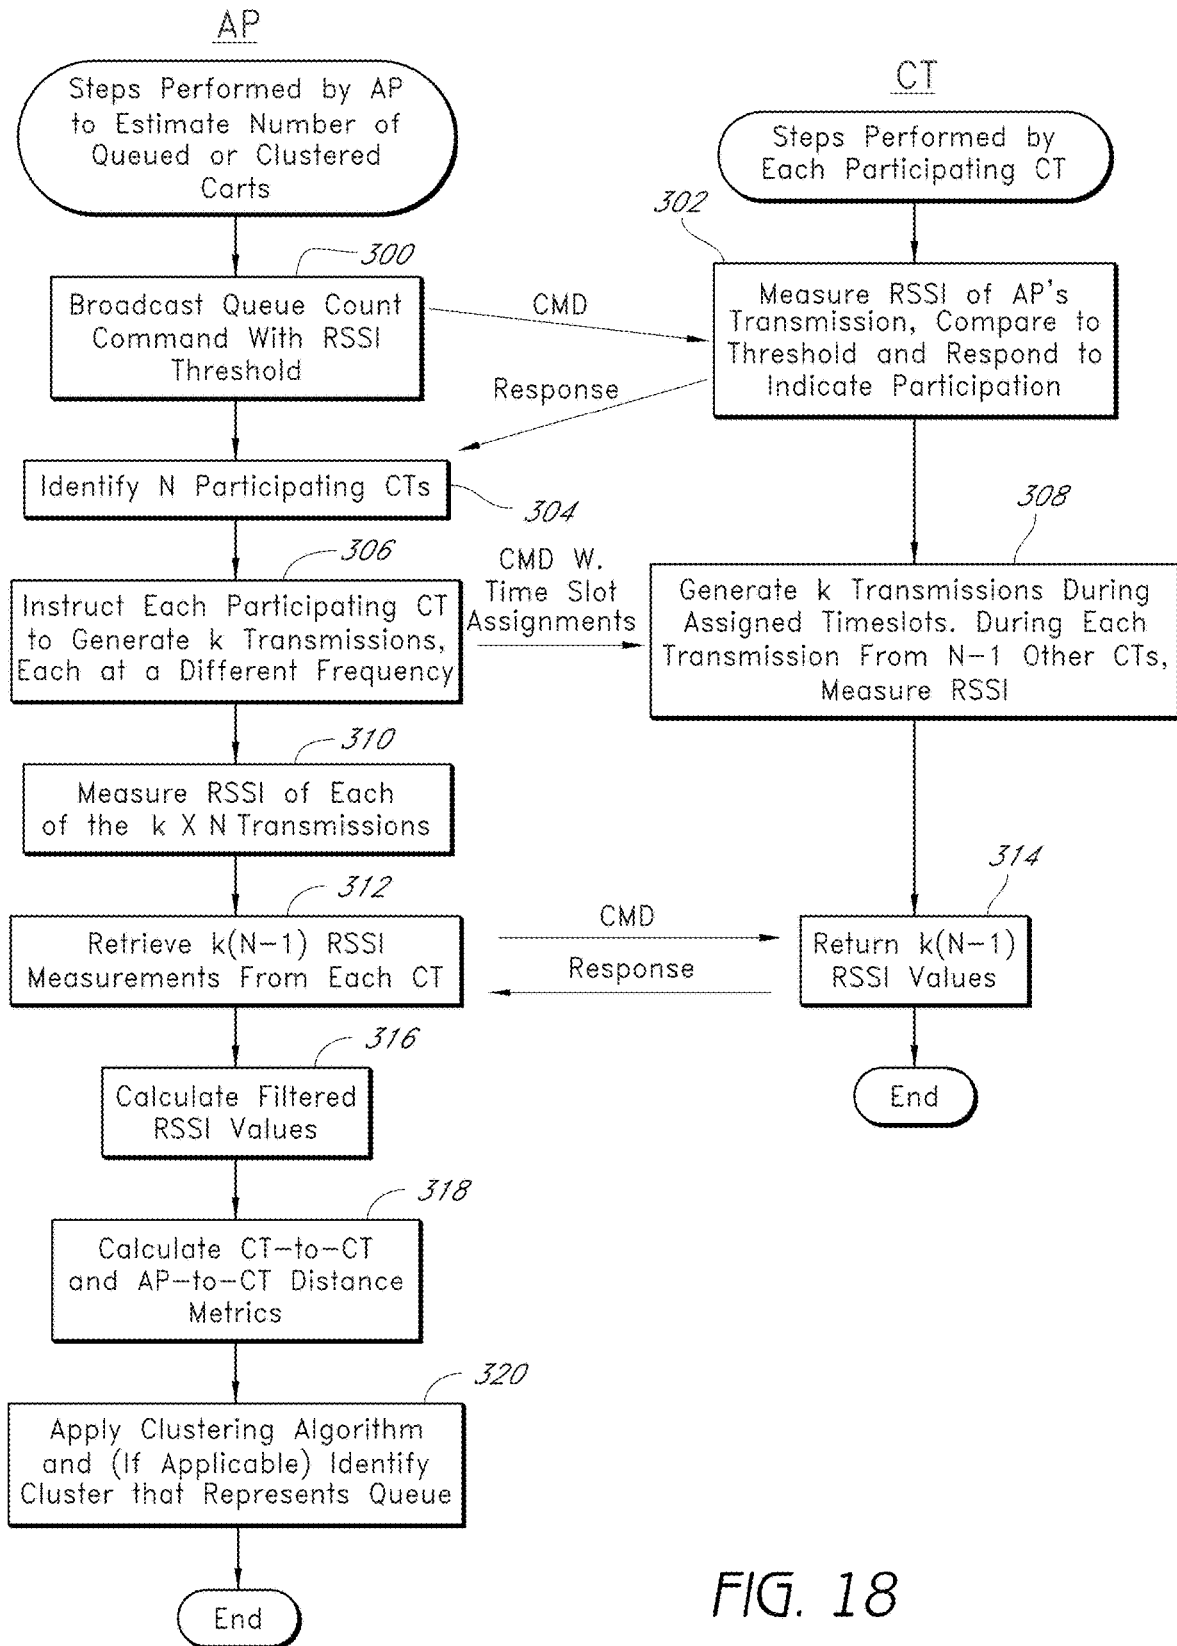 AP
Steps Performed by AP
to Estimate Number of
Queued or Clustered
Carts
CT
Steps Performed by
Each Participating CT
300
Broadcast Queue Count
Command With RSSI
Threshold
CMD
302
Measure RSSI of AP's
Transmission, Compare to
Threshold and Respond to
Indicate Participation
Response
Identify N Participating CTs
304
306
Instruct Each Participating CT
to Generate k Transmissions,
Each at a Different Frequency
CMD W.
Time Slot
Assignments
308
Generate k Transmissions During
Assigned Timeslots. During Each
Transmission From N-1 Other CTs,
Measure RSSI
310
Measure RSSI of Each
of the k X N Transmissions
312
Retrieve k(N-1) RSSI
Measurements From Each CT
CMD
Response
314
Return k(N-1)
RSSI Values
End
316
Calculate Filtered
RSSI Values
318
Calculate CT-to-CT
and AP-to-CT Distance
Metrics
320
Apply Clustering Algorithm
and (If Applicable) Identify
Cluster that Represents Queue
End
FIG. 18